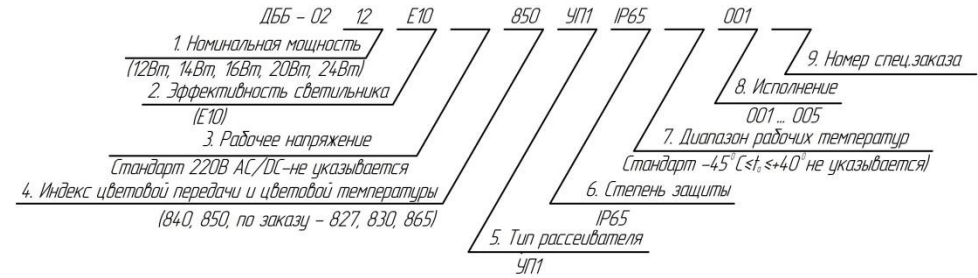 ДББ - 02 12 Е10 850 УП1 IP65 001
1. Номинальная мощность
(12Вт, 14Вт, 16Вт, 20Вт, 24Вт)
2. Эффективность светильника
(Е10)
3. Рабочее напряжение
Стандарт 220В AC/DC-не указывается
4. Индекс цветовой передачи и цветовой температуры
(840, 850, по заказу - 827, 830, 865)
5. Тип рассеивателя
УП1
6. Степень защиты
IP65
7. Диапазон рабочих температур
Стандарт -45°C≤t₀≤+40° не указывается)
8. Исполнение
001 ... 005
9. Номер спец.заказа